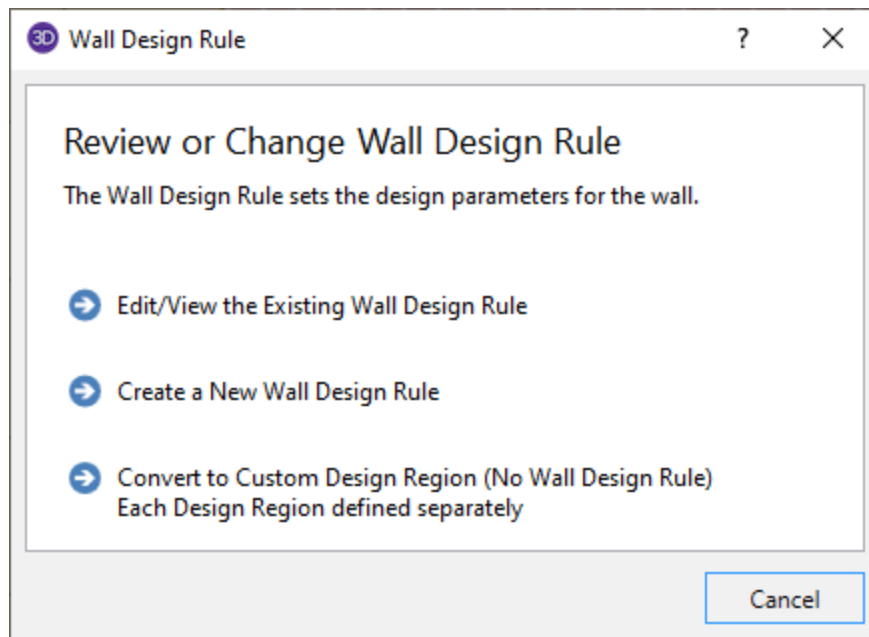 3D Wall Design Rule ?
Review or Change Wall Design Rule
The Wall Design Rule sets the design parameters for the wall.
Edit/View the Existing Wall Design Rule
Create a New Wall Design Rule
Convert to Custom Design Region (No Wall Design Rule)
Each Design Region defined separately
Cancel